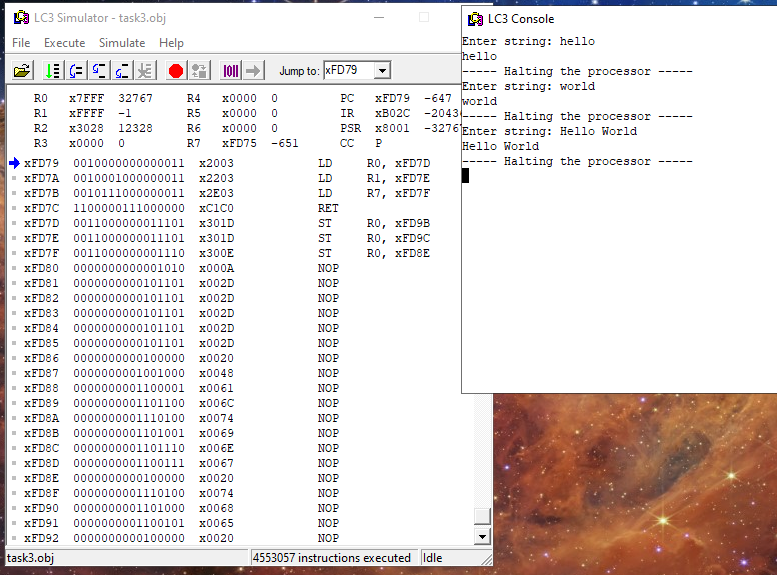 LC3 Simulator - task3.obj
File Execute Simulate Help
Jump to: xFD79
R0 x7FFF 32767 R4 x0000 0 PC xFD79 -647
R1 xFFFF -1 R5 x0000 0 IR xB02C -2043
R2 x3028 12328 R6 x0000 0 PSR x8001 -3276
R3 x0000 0 R7 xFD75 -651 CC P
xFD79 0010000000000011 x2003 LD R0, xFD7D
xFD7A 0010001000000011 x2203 LD R1, xFD7E
xFD7B 0010111000000011 x2E03 LD R7, xFD7F
xFD7C 1100000111000000 xC1C0 RET
xFD7D 0011000000011101 x301D ST R0, xFD9B
xFD7E 0011000000011101 x301D ST R0, xFD9C
xFD7F 0011000000001110 x300E ST R0, xFD8E
xFD80 0000000000001010 x000A NOP
xFD81 0000000000101101 x002D NOP
xFD82 0000000000101101 x002D NOP
xFD83 0000000000101101 x002D NOP
xFD84 0000000000101101 x002D NOP
xFD85 0000000000101101 x002D NOP
xFD86 0000000000100000 x0020 NOP
xFD87 0000000001001000 x0048 NOP
xFD88 0000000001100001 x0061 NOP
xFD89 0000000001101100 x006C NOP
xFD8A 0000000001110100 x0074 NOP
xFD8B 0000000001101001 x0069 NOP
xFD8C 0000000001101110 x006E NOP
xFD8D 0000000001100111 x0067 NOP
xFD8E 0000000000100000 x0020 NOP
xFD8F 0000000001110100 x0074 NOP
xFD90 0000000001101000 x0068 NOP
xFD91 0000000001100101 x0065 NOP
xFD92 0000000000100000 x0020 NOP
task3.obj 4553057 instructions executed Idle
LC3 Console
Enter string: hello
hello
----- Halting the processor -----
Enter string: world
world
----- Halting the processor -----
Enter string: Hello World
Hello World
----- Halting the processor -----